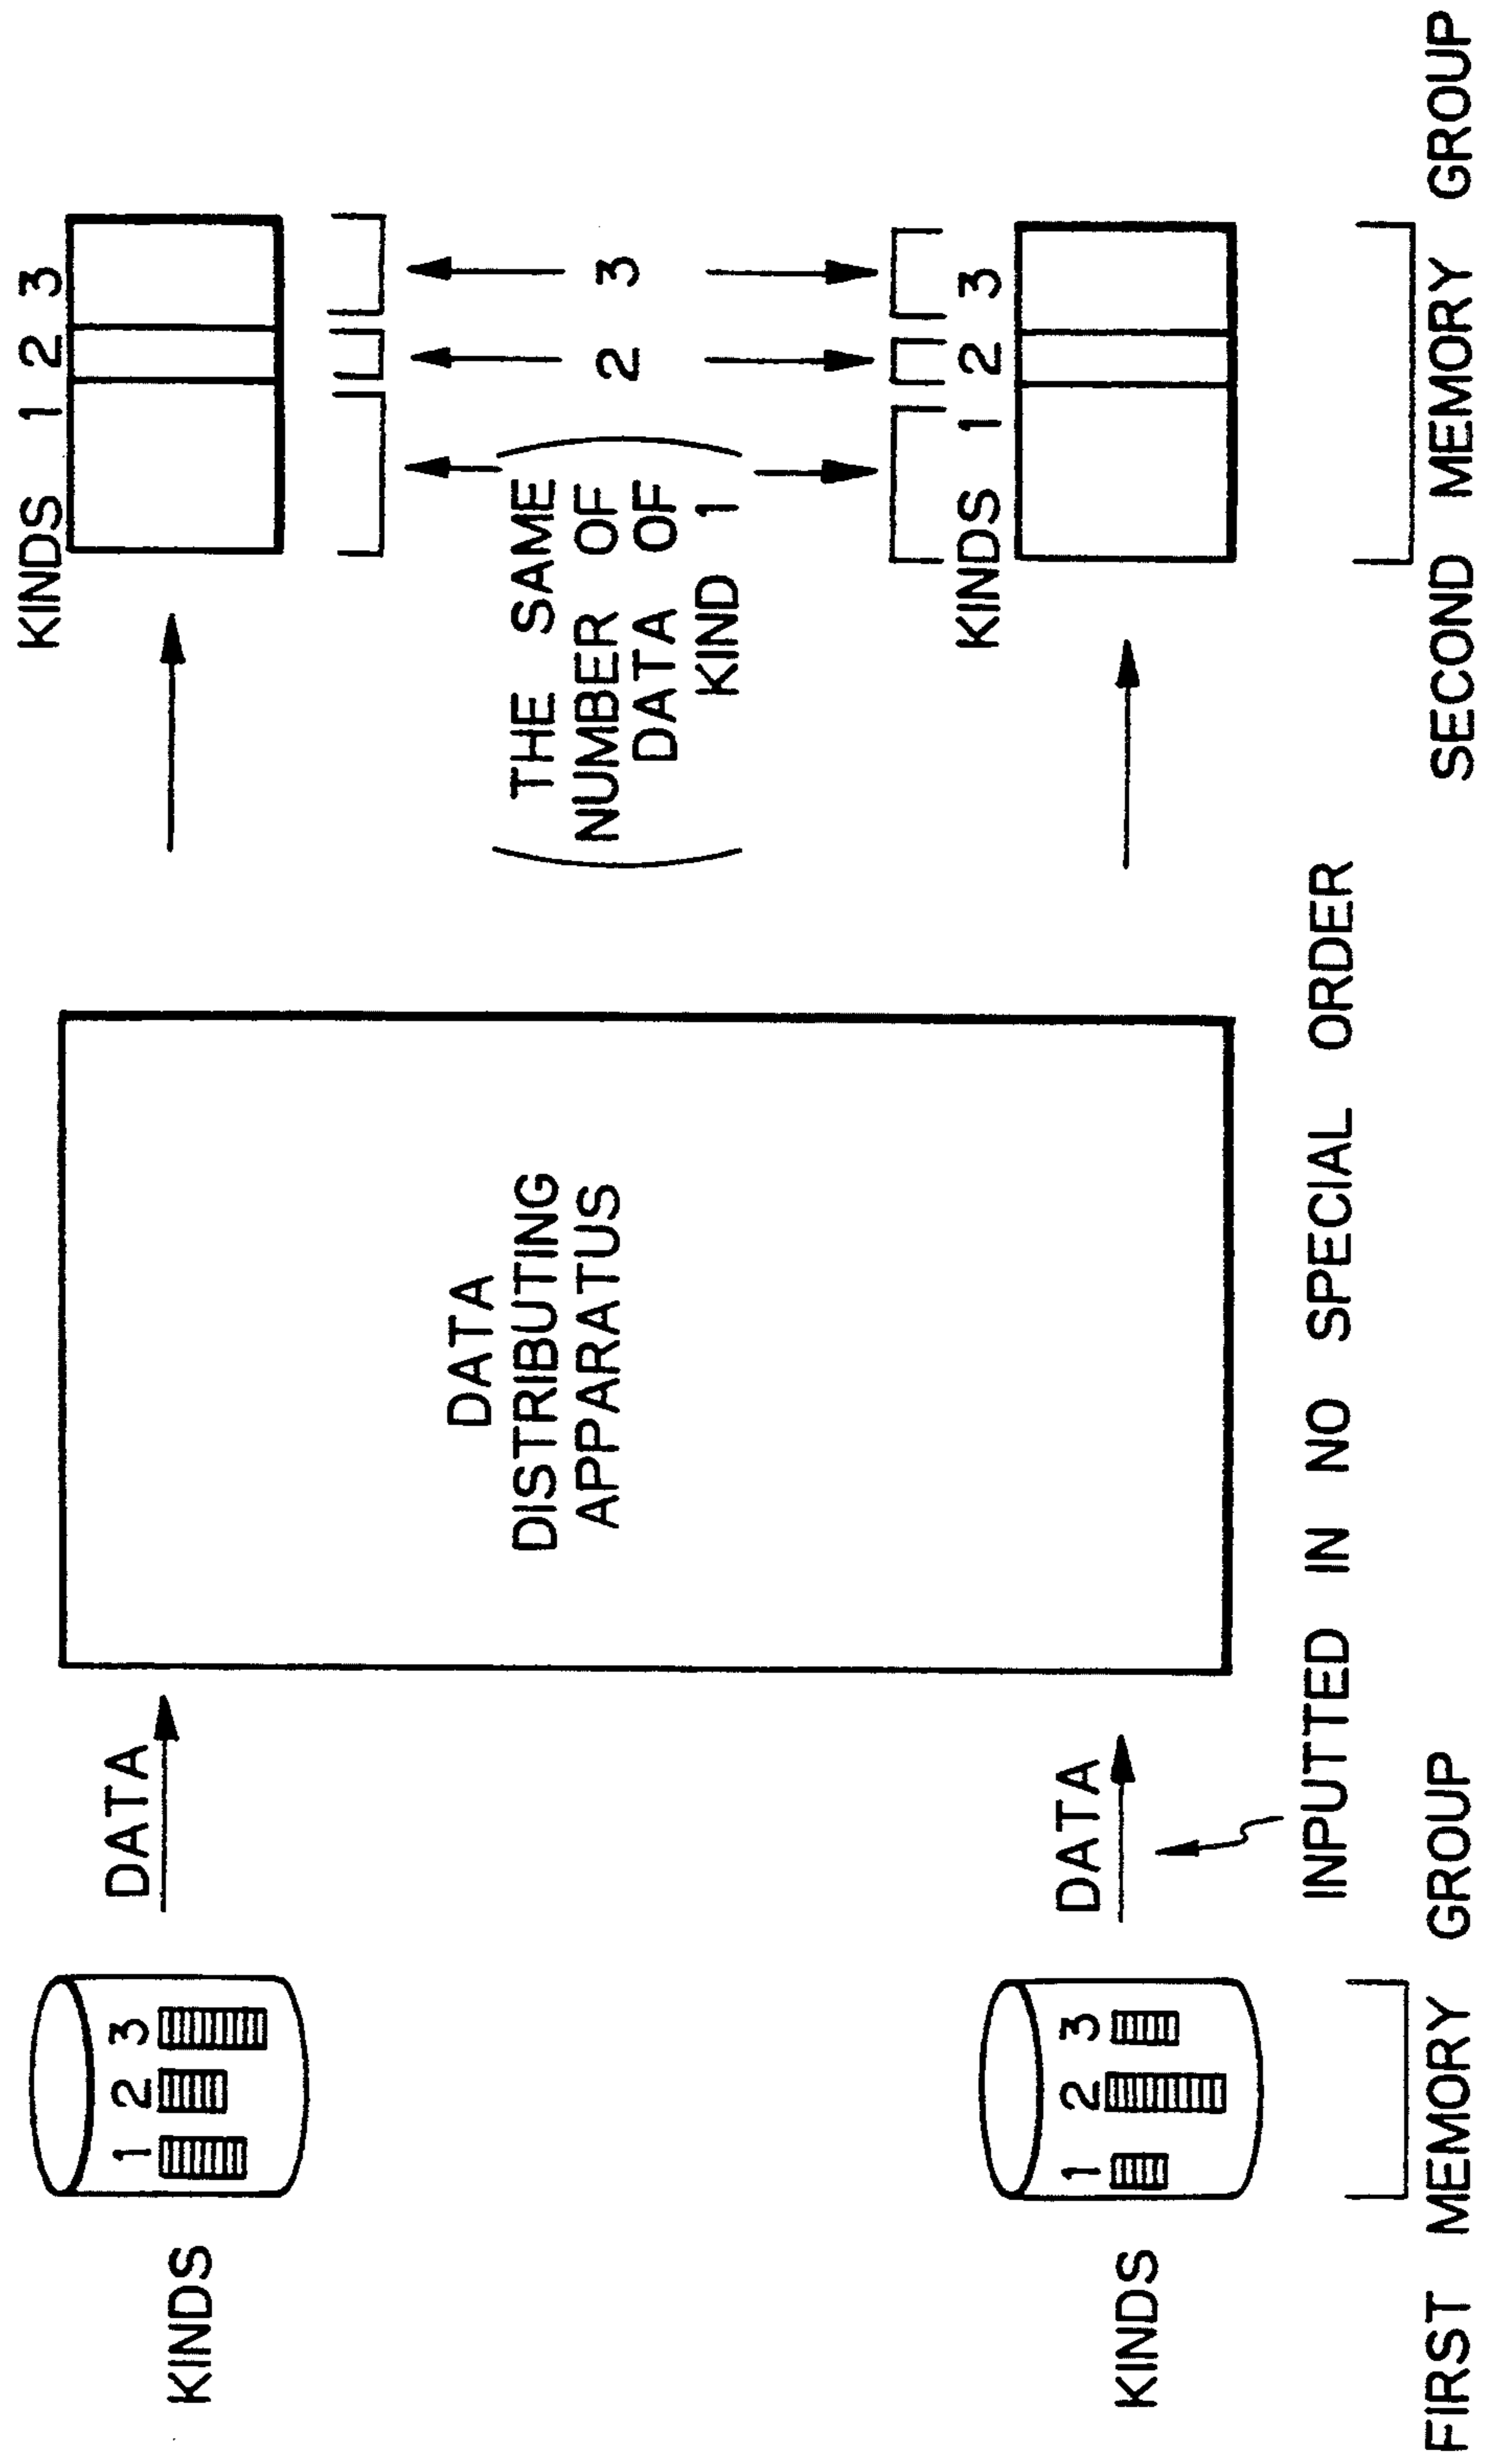 KINDS
1 2 3
DATA
DATA
DISTRIBUTING
APPARATUS
KINDS 1 2 3
THE SAME
NUMBER OF
DATA OF
KIND 1
2
3
KINDS
1 2 3
DATA
KINDS 1 2 3
INPUTTED IN NO SPECIAL ORDER
FIRST MEMORY GROUP
SECOND MEMORY GROUP